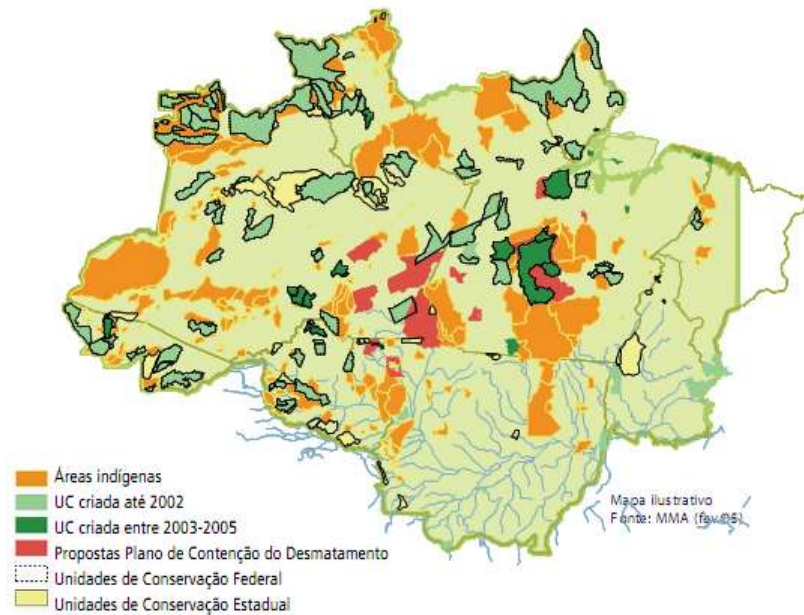 Áreas indígenas
UC criada até 2002
UC criada entre 2003-2005
Propostas Plano de Contenção do Desmatamento
Unidades de Conservação Federal
Unidades de Conservação Estadual
Mapa ilustrativo
Fonte: MMA (fev.05)